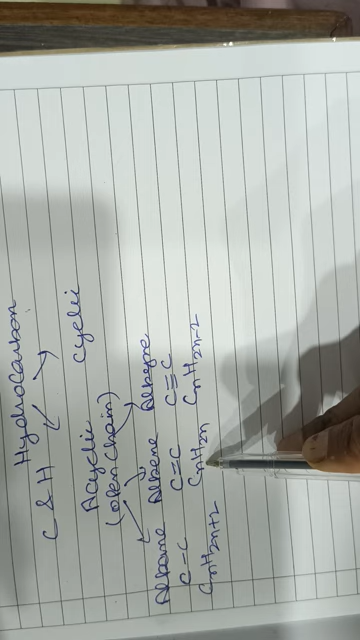 Hydrocarbon
C & H
Acyclic Cyclic
(open chain)
Alkane Alkene Alkyne
C-C C=C C≡C
CnH2n+2 CnH2n CnH2n-2